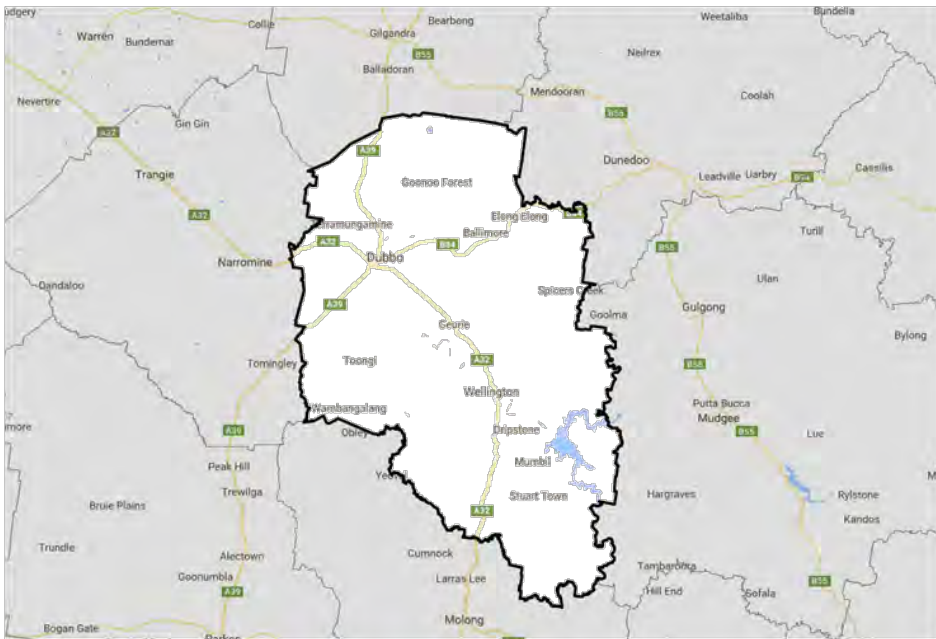 udgery
Collie
Bearbong
Weetaliba
Bundella
Warren
Bundemar
Gilgandra
B55
Neilrex
Balladoran
Nevertire
Mendooran
Coolah
Gin Gin
A32
B55
A39
Dunedoo
Trangie
Goonoo Forest
Leadville
Uarbry
B84
Cassilis
A32
Elong Elong
Ballimore
A32
B84
B55
Turill
Narromine
Dubbo
Dandaloo
Spicers Creek
Ulan
A39
Goolma
Gulgong
Geurie
Bylong
Tomingley
Toongi
A32
B55
Wellington
Wambangalang
Putta Bucca
Mudgee
more
A39
Obley
Dripstone
B55
Lue
Peak Hill
Mumbil
Trewilga
Stuart Town
Hargraves
Rylstone
Bruie Plains
A32
Kandos
Trundle
Alectown
Cumnock
Tambaroora
Goonumbla
Larras Lee
Hill End
B55
A39
Sofala
Molong
Bogan Gate
Parkes